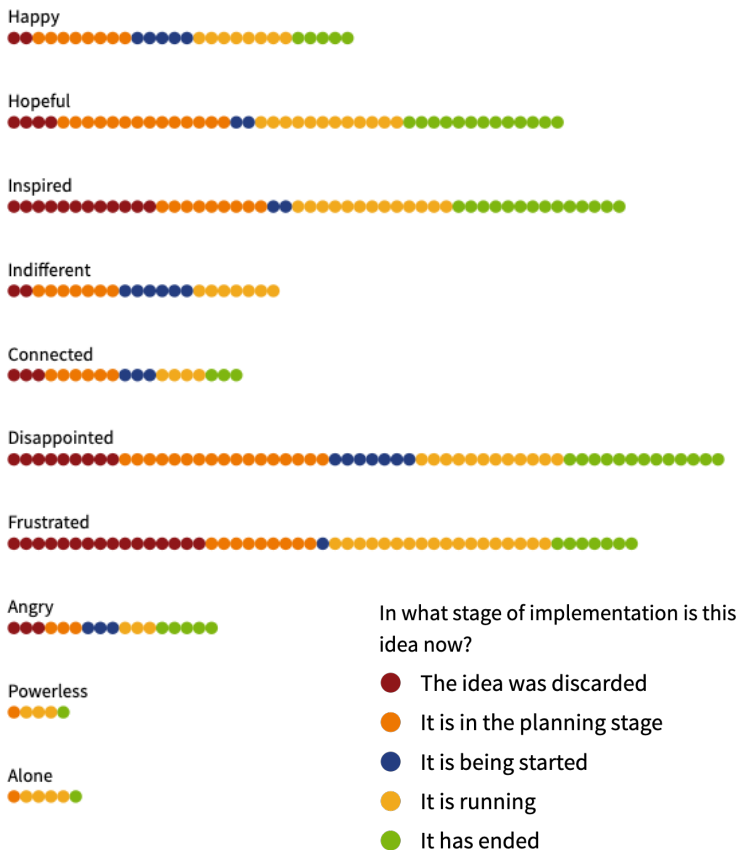 Happy
Hopeful
Inspired
Indifferent
Connected
Disappointed
Frustrated
Angry
Powerless
Alone
In what stage of implementation is this
idea now?
The idea was discarded
It is in the planning stage
It is being started
It is running
It has ended